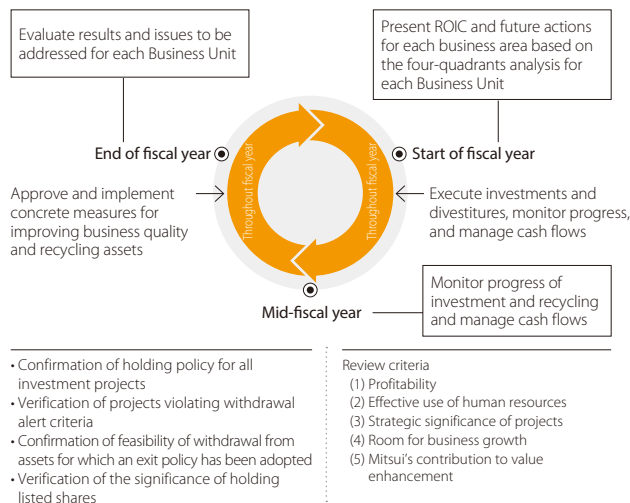 Evaluate results and issues to be
addressed for each Business Unit
Present ROIC and future actions
for each business area based on
the four-quadrants analysis for
each Business Unit
End of fiscal year
Start of fiscal year
Throughout fiscal year
Throughout fiscal year
Approve and implement
concrete measures for
improving business quality
and recycling assets
Execute investments and
divestitures, monitor progress,
and manage cash flows
Mid-fiscal year
Monitor progress of
investment and recycling
and manage cash flows
• Confirmation of holding policy for all
investment projects
• Verification of projects violating withdrawal
alert criteria
• Confirmation of feasibility of withdrawal from
assets for which an exit policy has been adopted
• Verification of the significance of holding
listed shares
Review criteria
(1) Profitability
(2) Effective use of human resources
(3) Strategic significance of projects
(4) Room for business growth
(5) Mitsui's contribution to value
enhancement